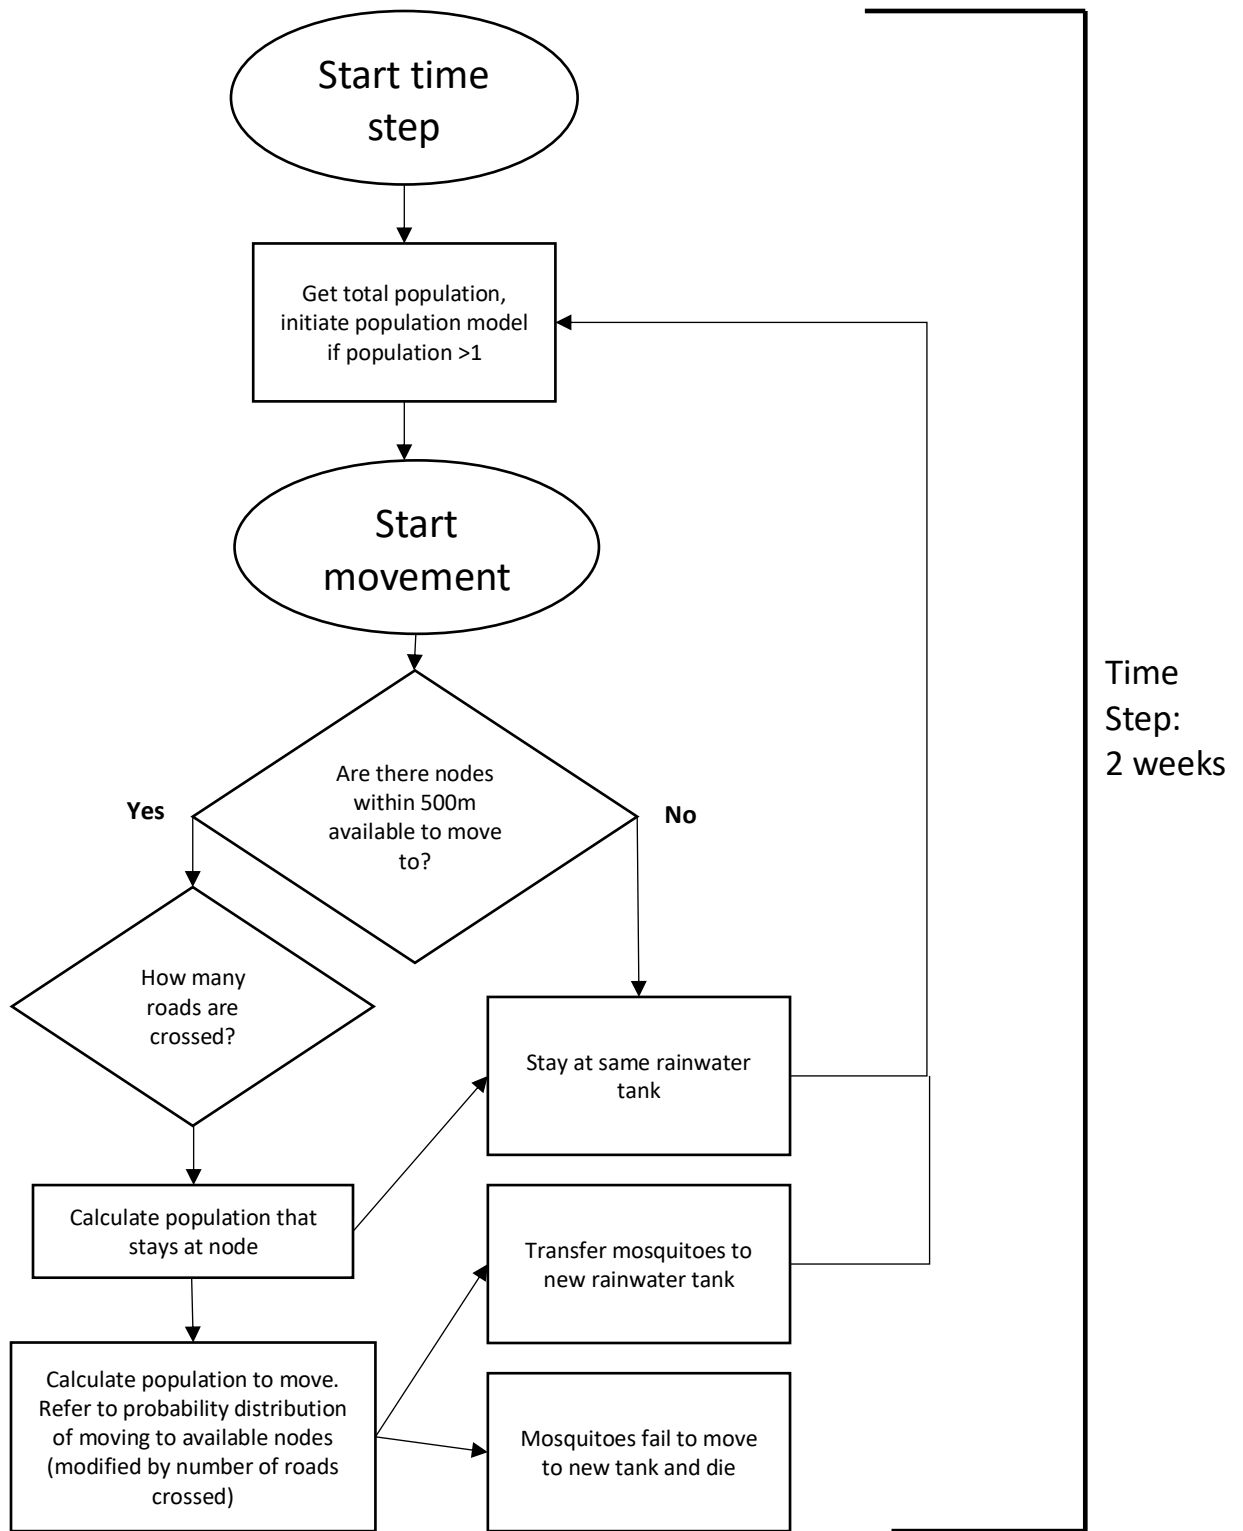 Start time
step
Get total population,
initiate population model
if population >1
Start
movement
Are there nodes
within 500m
available to move
to?
Yes
No
How many
roads are
crossed?
Stay at same rainwater
tank
Calculate population that
stays at node
Transfer mosquitoes to
new rainwater tank
Calculate population to move.
Refer to probability distribution
of moving to available nodes
(modified by number of roads
crossed)
Mosquitoes fail to move
to new tank and die
Time
Step:
2 weeks